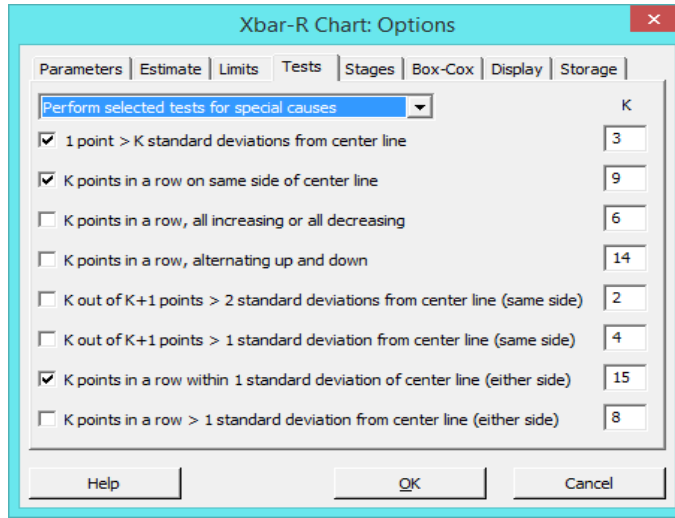 Xbar-R Chart: Options
×
Parameters Estimate Limits Tests Stages Box-Cox Display Storage
Perform selected tests for special causes K
1 point > K standard deviations from center line 3
K points in a row on same side of center line 9
K points in a row, all increasing or all decreasing 6
K points in a row, alternating up and down 14
K out of K+1 points > 2 standard deviations from center line (same side) 2
K out of K+1 points > 1 standard deviation from center line (same side) 4
K points in a row within 1 standard deviation of center line (either side) 15
K points in a row > 1 standard deviation from center line (either side) 8
Help OK Cancel